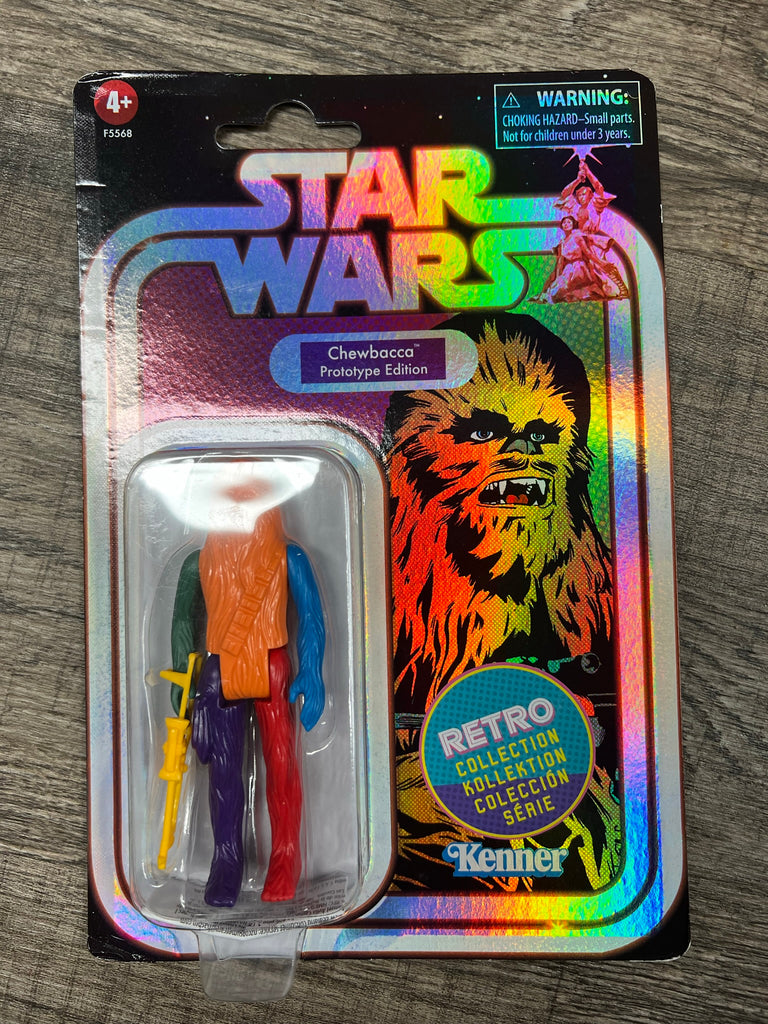 4+
F5568
WARNING:
CHOKING HAZARD–Small parts.
Not for children under 3 years.
STAR
WARS
Chewbacca™
Prototype Edition
RETRO
COLLECTION
KOLLEKTION
COLECCIÓN
SÉRIE
Kenner